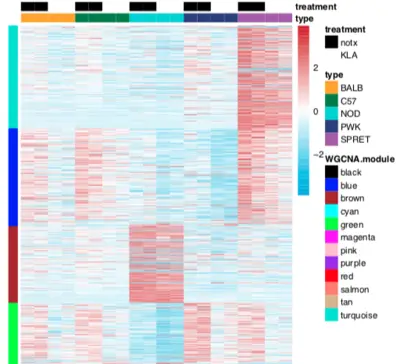 treatment
type
2
0
−2
treatment
notx
KLA
type
BALB
C57
NOD
PWK
SPRET
WGCNA.module
black
blue
brown
cyan
green
magenta
pink
purple
red
salmon
tan
turquoise